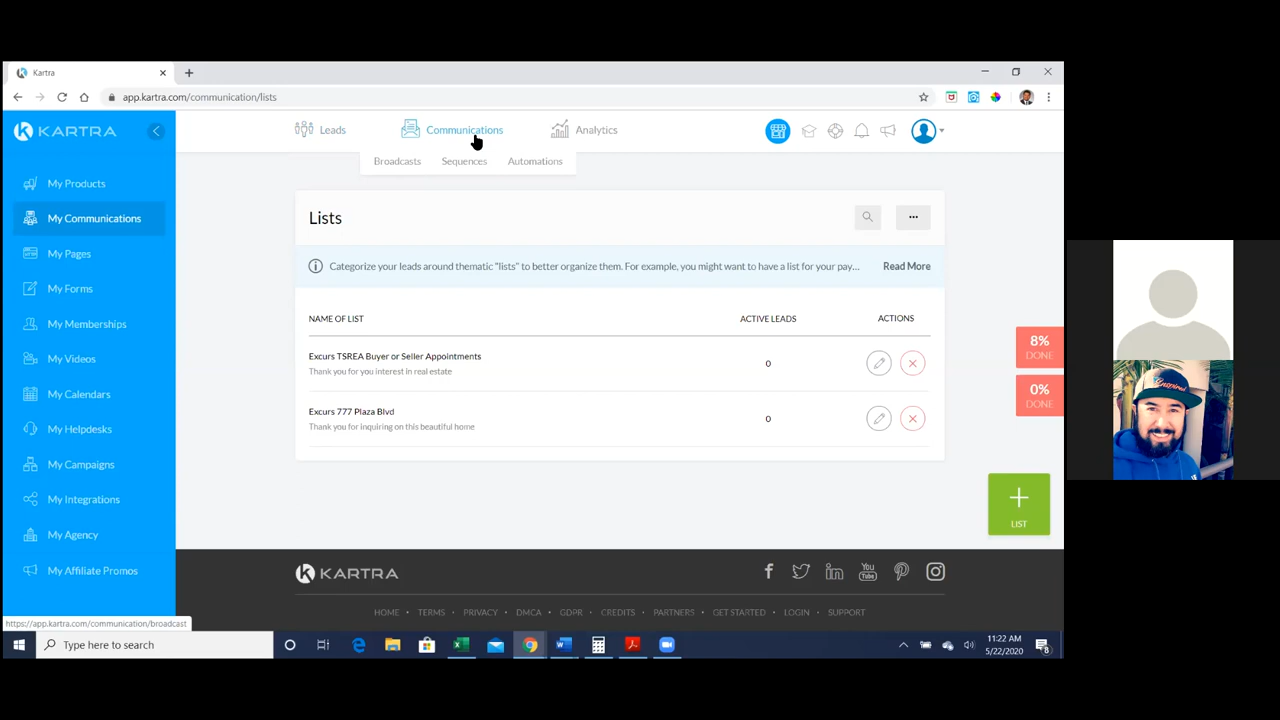 Kartra
app.kartra.com/communication/lists
KARTRA
Leads
Communications
Analytics
Broadcasts
Sequences
Automations
My Products
My Communications
My Pages
My Forms
My Memberships
My Videos
My Calendars
My Helpdesks
My Campaigns
My Integrations
My Agency
My Affiliate Promos
Lists
Categorize your leads around thematic "lists" to better organize them. For example, you might want to have a list for your pay...
Read More
NAME OF LIST
ACTIVE LEADS
ACTIONS
Excurs TSREA Buyer or Seller Appointments
Thank you for you interest in real estate
0
Excurs 777 Plaza Blvd
Thank you for inquiring on this beautiful home
0
8%
DONE
0%
DONE
LIST
KARTRA
You
Tube
HOME • TERMS • PRIVACY • DMCA • GDPR • CREDITS • PARTNERS • GET STARTED • LOGIN • SUPPORT
https://app.kartra.com/communication/broadcast
Type here to search
11:22 AM
5/22/2020
8